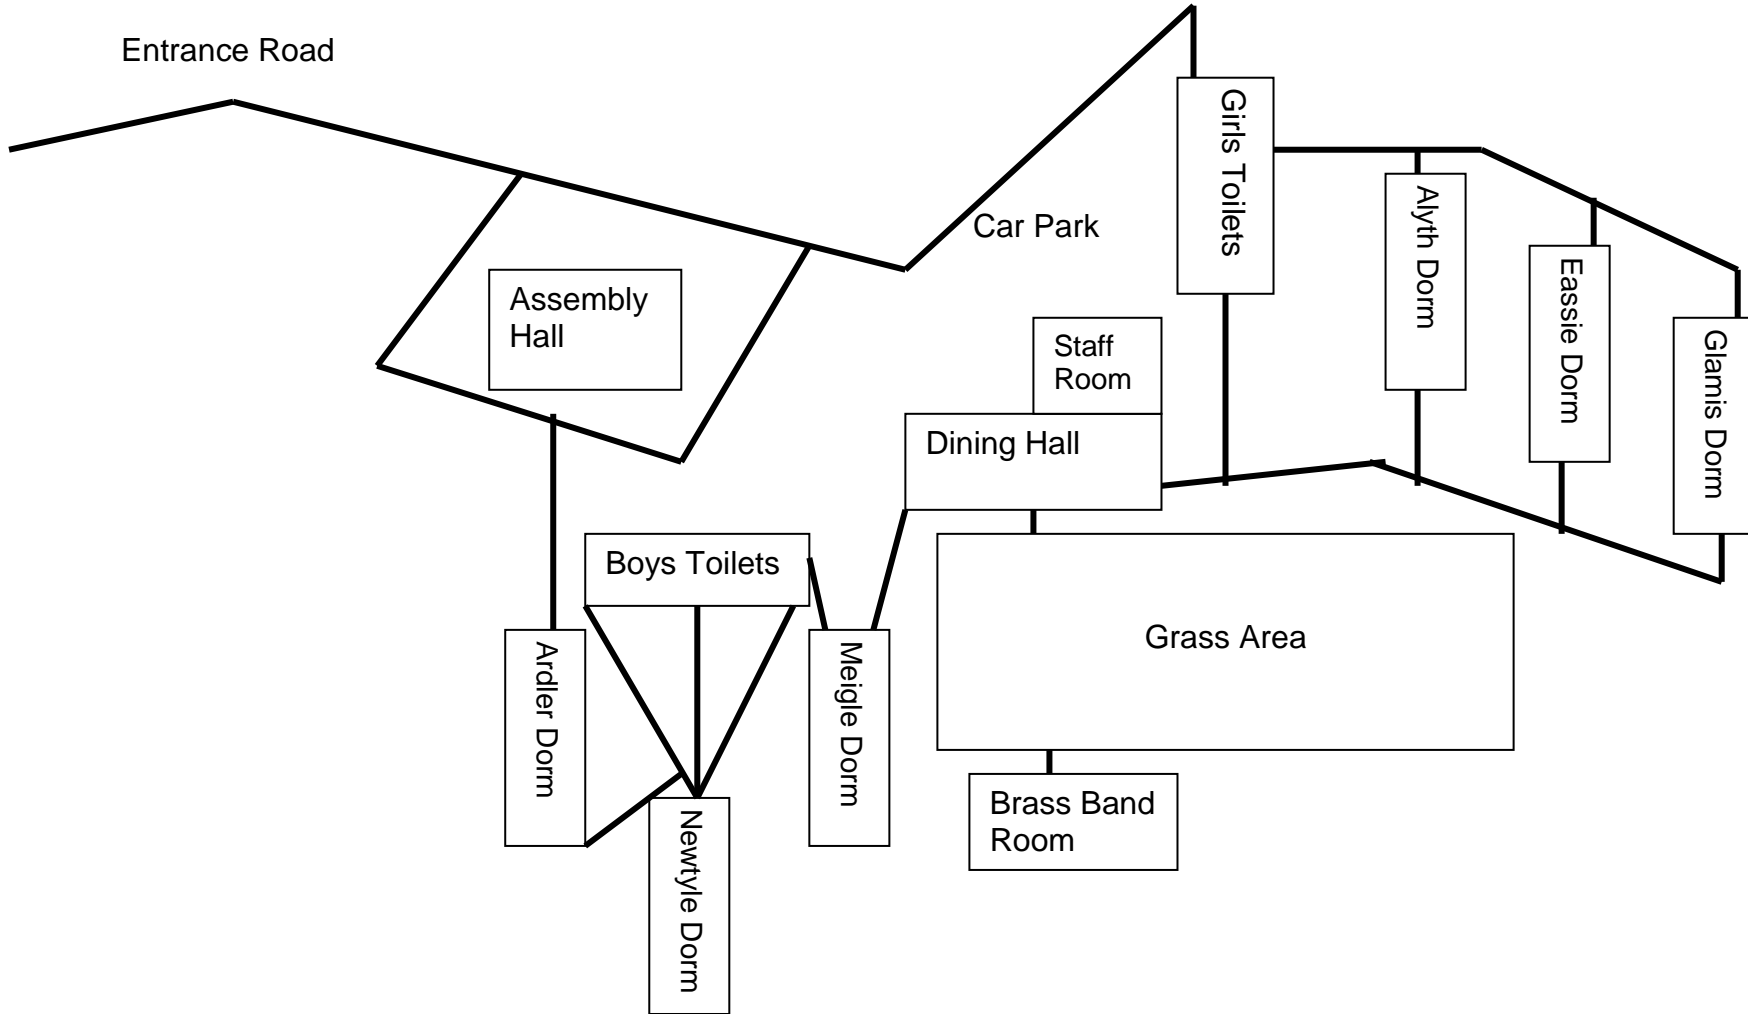 Entrance Road
Girls Toilets
Car Park
Alyth Dorm
Eassie Dorm
Assembly
Hall
Staff
Room
Glamis Dorm
Dining Hall
Boys Toilets
Grass Area
Ardler Dorm
Meigle Dorm
Brass Band
Room
Newtyle Dorm